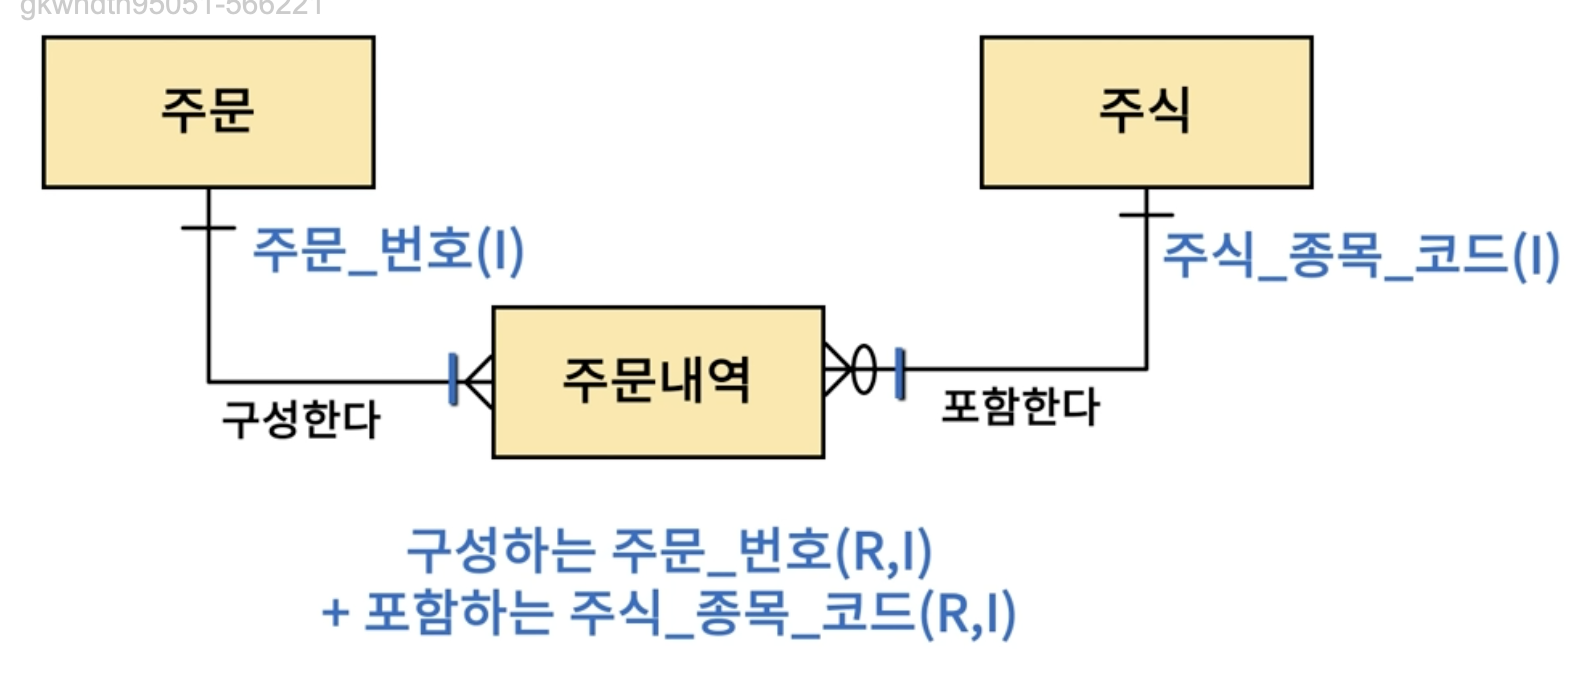 주문
주식
주문_번호(I)
주식_종목_코드(I)
주문내역
구성한다
포함한다
구성하는 주문_번호(R,I)
+ 포함하는 주식_종목_코드(R,I)